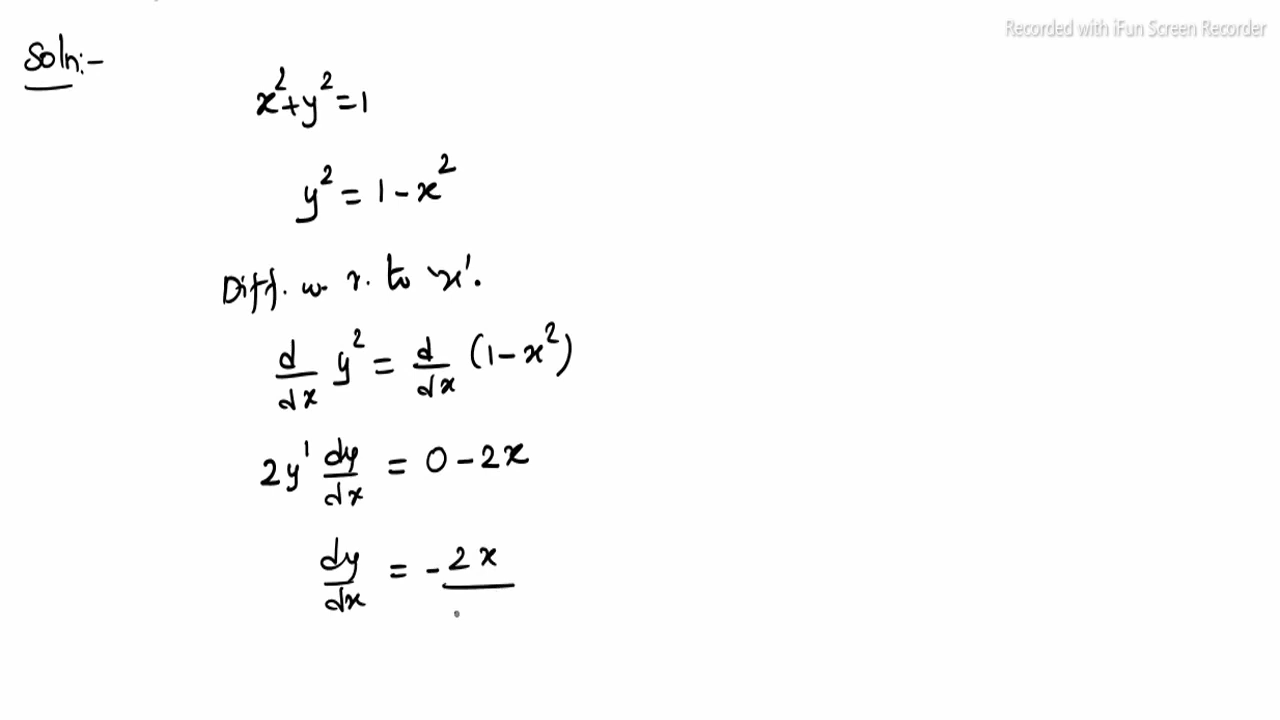 Recorded with iFun Screen Recorder
Soln:-
x²+y²=1
y² = 1-x²
Diff. w. r. to 'x'.
d/dx y² = d/dx (1-x²)
2y¹ dy/dx = 0-2x
dy/dx = -2x